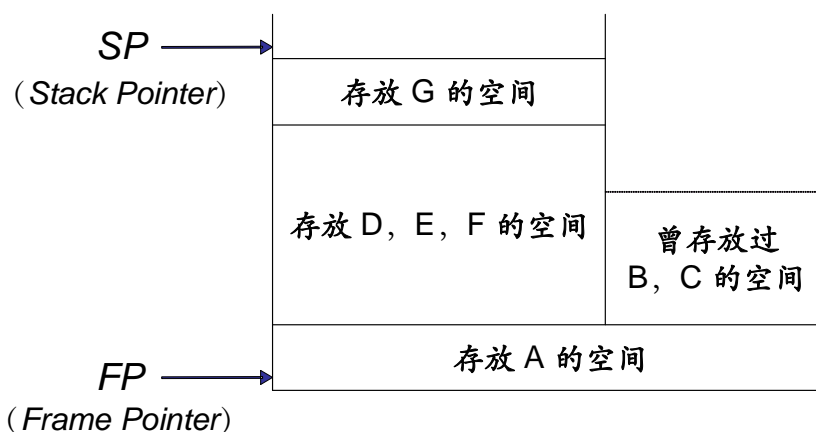 SP
（Stack Pointer）
存放 G 的空间
存放 D，E，F 的空间
曾存放过
B，C 的空间
存放 A 的空间
FP
（Frame Pointer）